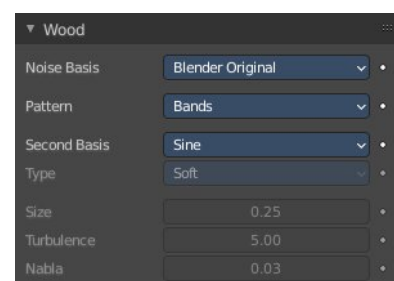 Wood
Noise Basis Blender Original
Pattern Bands
Second Basis Sine
Type Soft
Size 0.25
Turbulence 5.00
Nabla 0.03